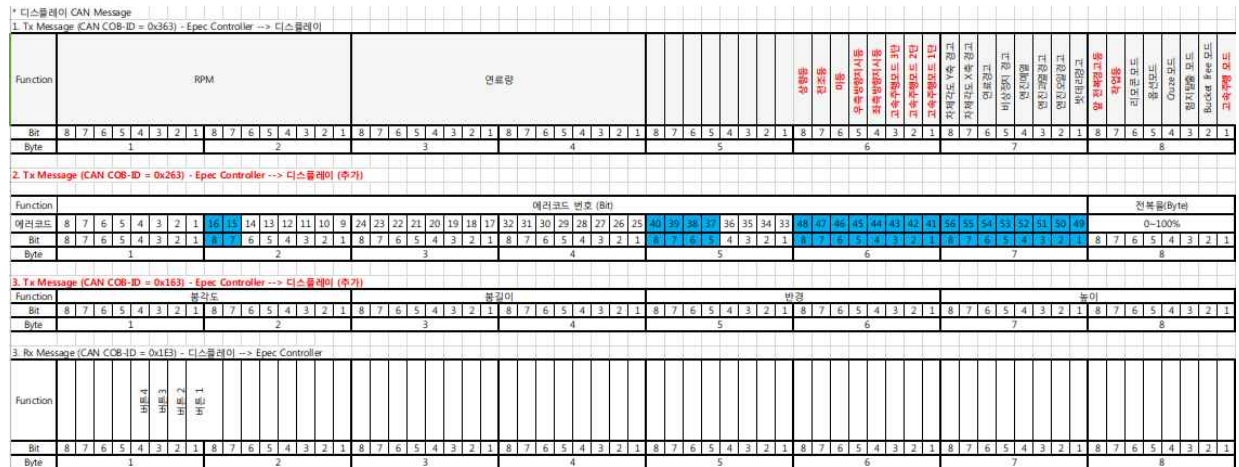 * 디스플레이 CAN Message
1. Tx Message (CAN COB-ID = 0x363) - Epec Controller --> 디스플레이
Function RPM 연료량 상향등 전조등 미등 우측방향지시등 좌측방향지시등 고속주행모드 3단 고속주행모드 2단 고속주행모드 1단 차체각도 Y축 경고 차체각도 X축 경고 연료경고 비상정지 경고 엔진예열 엔진과열경고 엔진오일경고 밧데리경고 알 전복경고등 작업등 리모콘 모드 옵션모드 Ouze 모드 험지탈출 모드 Bucket free 모드 고속주행 모드
Bit 8 7 6 5 4 3 2 1 8 7 6 5 4 3 2 1 8 7 6 5 4 3 2 1 8 7 6 5 4 3 2 1 8 7 6 5 4 3 2 1 8 7 6 5 4 3 2 1 8 7 6 5 4 3 2 1 8 7 6 5 4 3 2 1
Byte 1 2 3 4 5 6 7 8
2. Tx Message (CAN COB-ID = 0x263) - Epec Controller --> 디스플레이 (추가)
Function 에러코드 번호 (Bit) 전복율(Byte)
에러코드 8 7 6 5 4 3 2 1 16 15 14 13 12 11 10 9 24 23 22 21 20 19 18 17 32 31 30 29 28 27 26 25 40 39 38 37 36 35 34 33 48 47 46 45 44 43 42 41 56 55 54 53 52 51 50 49 0~100%
Bit 8 7 6 5 4 3 2 1 8 7 6 5 4 3 2 1 8 7 6 5 4 3 2 1 8 7 6 5 4 3 2 1 8 7 6 5 4 3 2 1 8 7 6 5 4 3 2 1 8 7 6 5 4 3 2 1 8 7 6 5 4 3 2 1
Byte 1 2 3 4 5 6 7 8
3. Tx Message (CAN COB-ID = 0x163) - Epec Controller --> 디스플레이 (추가)
Function 붐각도 붐길이 반경 높이
Bit 8 7 6 5 4 3 2 1 8 7 6 5 4 3 2 1 8 7 6 5 4 3 2 1 8 7 6 5 4 3 2 1 8 7 6 5 4 3 2 1 8 7 6 5 4 3 2 1 8 7 6 5 4 3 2 1 8 7 6 5 4 3 2 1
Byte 1 2 3 4 5 6 7 8
3. Rx Message (CAN COB-ID = 0x1E3) - 디스플레이 --> Epec Controller
Function 버튼4 버튼3 버튼 2 버튼 1
Bit 8 7 6 5 4 3 2 1 8 7 6 5 4 3 2 1 8 7 6 5 4 3 2 1 8 7 6 5 4 3 2 1 8 7 6 5 4 3 2 1 8 7 6 5 4 3 2 1 8 7 6 5 4 3 2 1 8 7 6 5 4 3 2 1
Byte 1 2 3 4 5 6 7 8